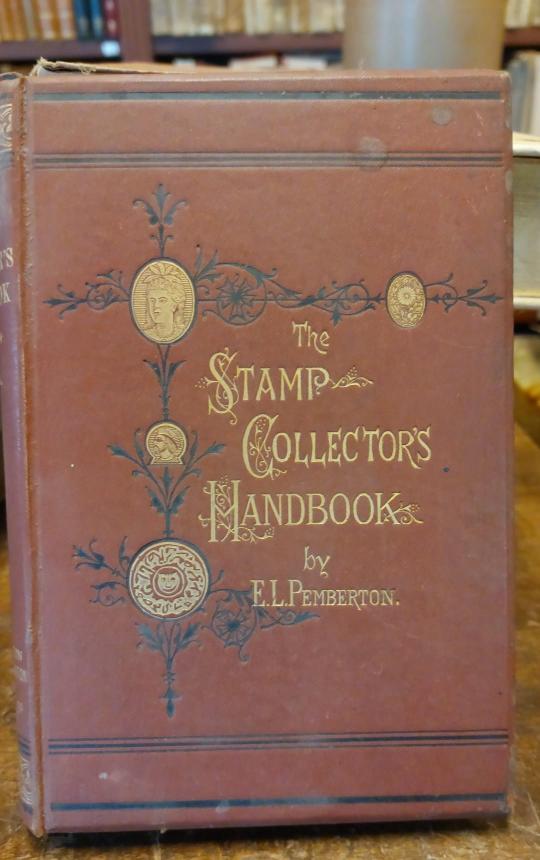 The
STAMP
COLLECTOR'S
HANDBOOK
by
E.L.PEMBERTON.